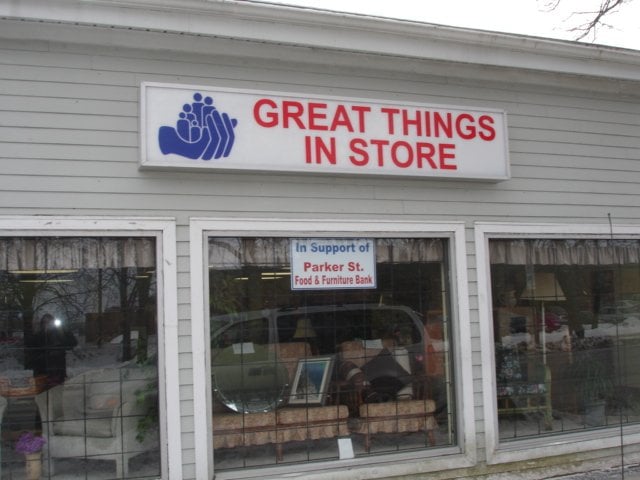 GREAT THINGS
IN STORE
In Support of
Parker St.
Food & Furniture Bank